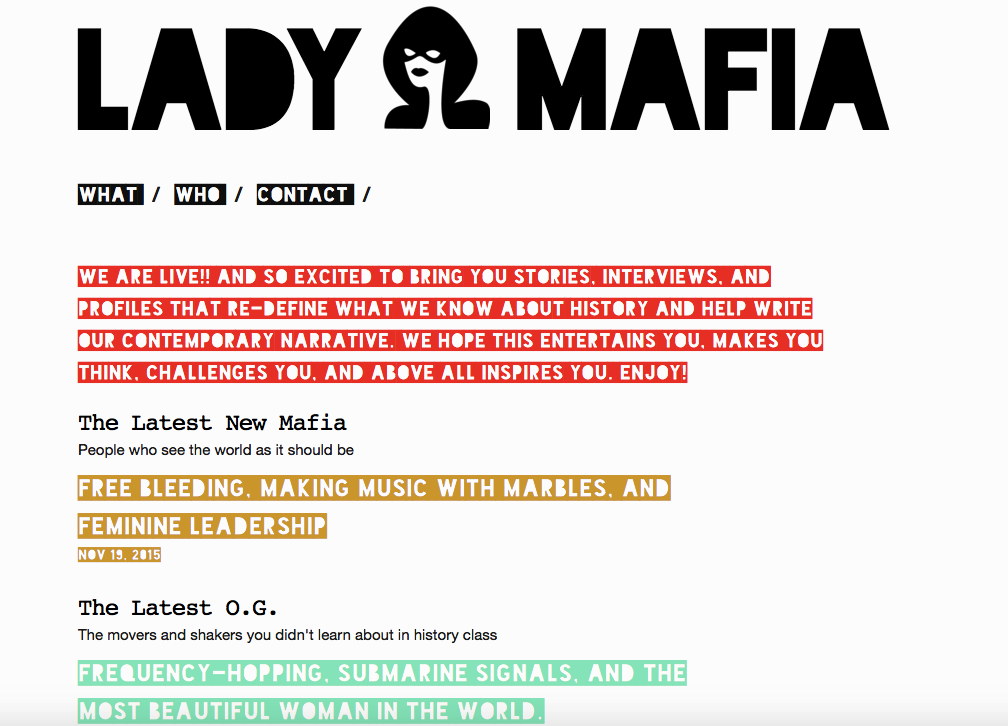 LADY MAFIA
WHAT / WHO / CONTACT /
WE ARE LIVE!! AND SO EXCITED TO BRING YOU STORIES, INTERVIEWS, AND
PROFILES THAT RE-DEFINE WHAT WE KNOW ABOUT HISTORY AND HELP WRITE
OUR CONTEMPORARY NARRATIVE. WE HOPE THIS ENTERTAINS YOU, MAKES YOU
THINK, CHALLENGES YOU, AND ABOVE ALL INSPIRES YOU. ENJOY!
The Latest New Mafia
People who see the world as it should be
FREE BLEEDING, MAKING MUSIC WITH MARBLES, AND
FEMININE LEADERSHIP
NOV 19, 2015
The Latest O.G.
The movers and shakers you didn't learn about in history class
FREQUENCY-HOPPING, SUBMARINE SIGNALS, AND THE
MOST BEAUTIFUL WOMAN IN THE WORLD.